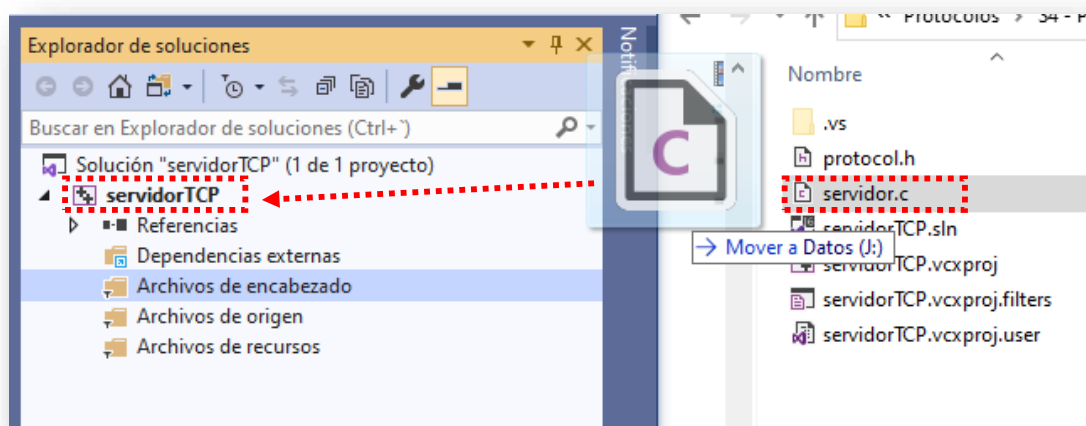 Explorador de soluciones
Buscar en Explorador de soluciones (Ctrl+`)
Solución "servidorTCP" (1 de 1 proyecto)
servidorTCP
Referencias
Dependencias externas
Archivos de encabezado
Archivos de origen
Archivos de recursos
C
Protocolos > 34 - P
Nombre
.vs
protocol.h
servidor.c
servidorTCP.sln
Mover a Datos (J:)
servidorTCP.vcxproj
servidorTCP.vcxproj.filters
servidorTCP.vcxproj.user